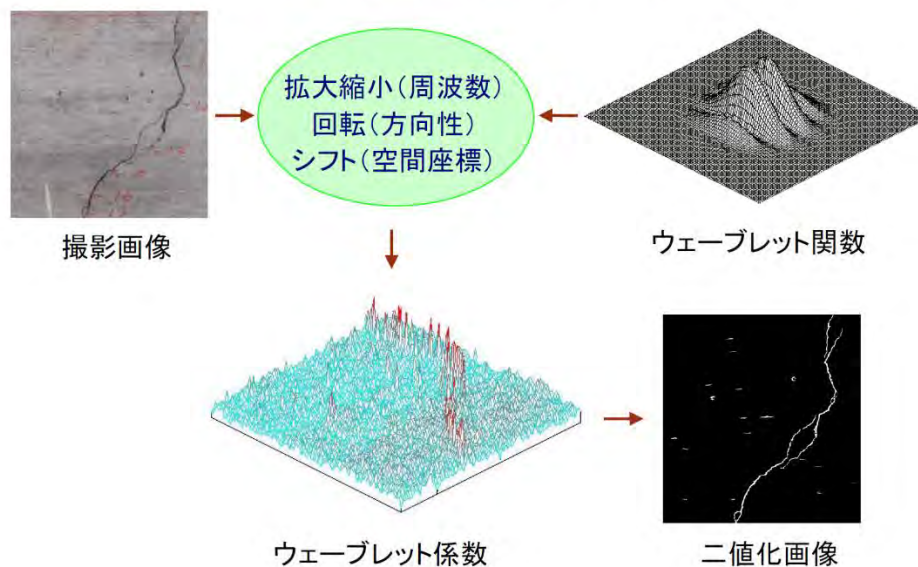 拡大縮小（周波数）
回転（方向性）
シフト（空間座標）
撮影画像
ウェーブレット関数
ウェーブレット係数
二値化画像